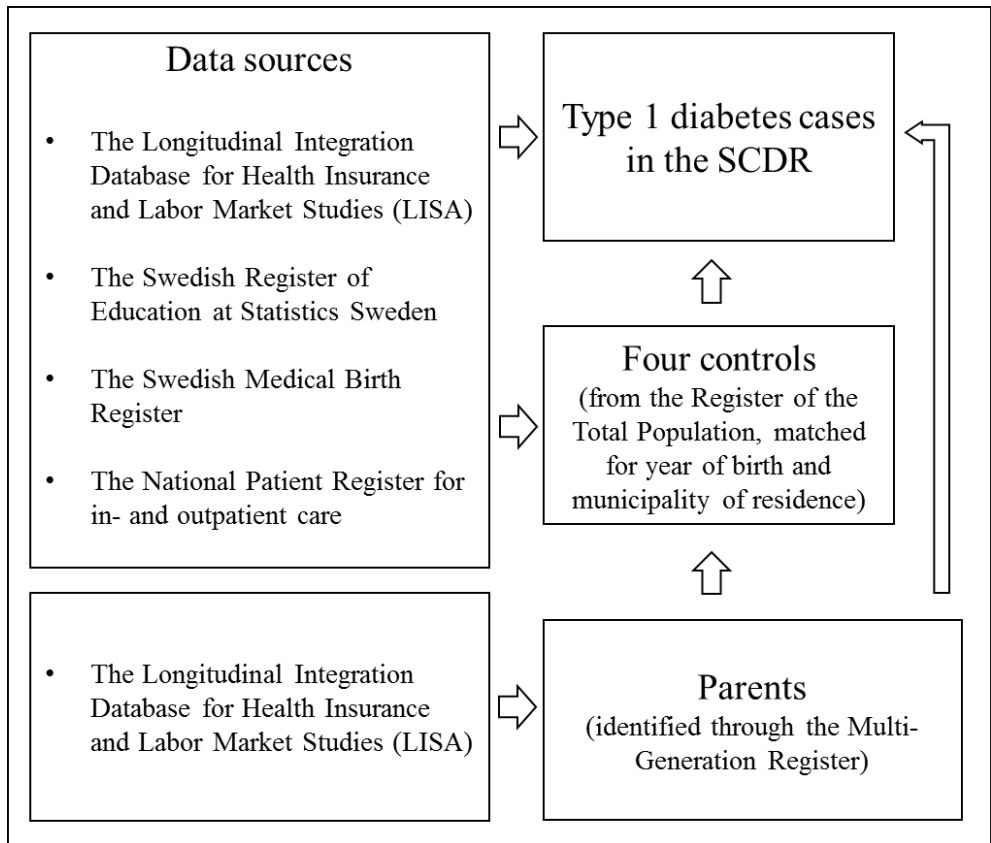 Data sources
• The Longitudinal Integration
Database for Health Insurance
and Labor Market Studies (LISA)
• The Swedish Register of
Education at Statistics Sweden
• The Swedish Medical Birth
Register
• The National Patient Register for
in- and outpatient care
Type 1 diabetes cases
in the SCDR
Four controls
(from the Register of the
Total Population, matched
for year of birth and
municipality of residence)
• The Longitudinal Integration
Database for Health Insurance
and Labor Market Studies (LISA)
Parents
(identified through the Multi-
Generation Register)